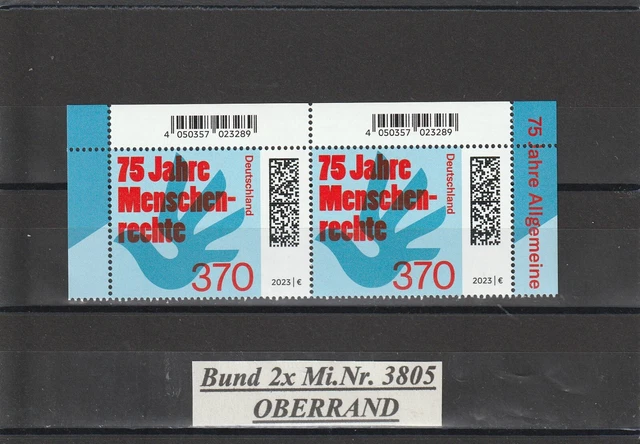 4 050357 023289
4 050357 023289
75 Jahre
Menschen-
rechte
Deutschland
370
2023 | €
75 Jahre
Menschen-
rechte
Deutschland
370
2023 | €
75 Jahre Allgemeine
Bund 2x Mi.Nr. 3805
OBERRAND